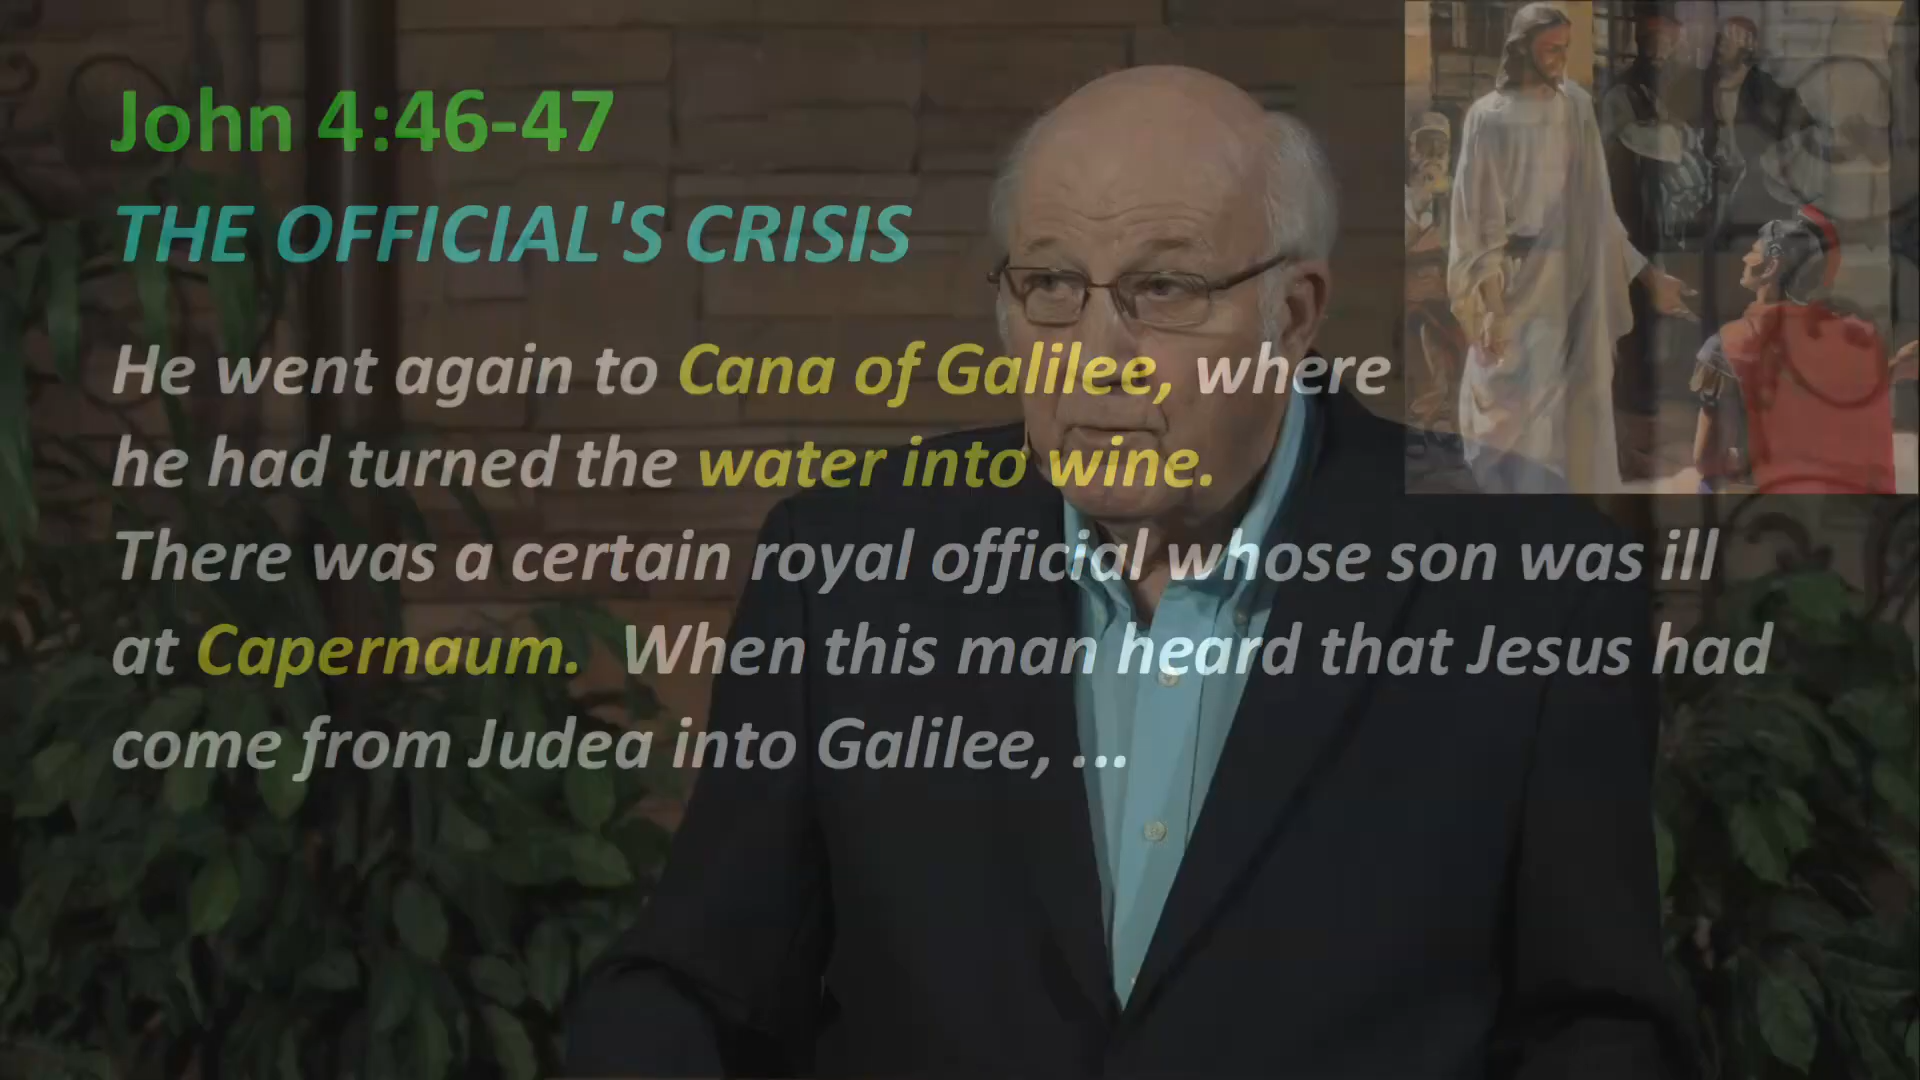 John 4:46-47
THE OFFICIAL'S CRISIS
He went again to Cana of Galilee, where
he had turned the water into wine.
There was a certain royal official whose son was ill
at Capernaum.  When this man heard that Jesus had
come from Judea into Galilee, ...